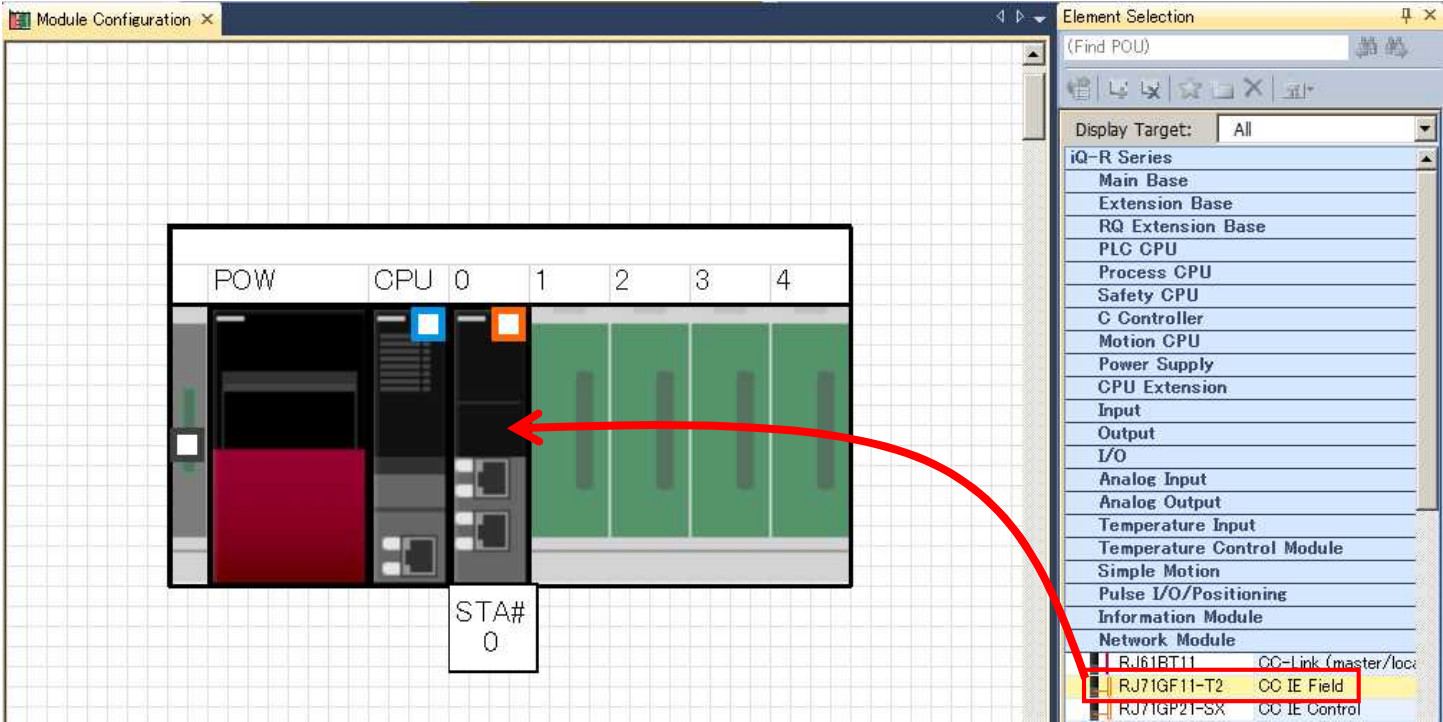 Module Configuration
POW CPU 0 1 2 3 4
STA#
0
Element Selection
(Find POU)
Display Target: All
iQ-R Series
Main Base
Extension Base
RQ Extension Base
PLC CPU
Process CPU
Safety CPU
C Controller
Motion CPU
Power Supply
CPU Extension
Input
Output
I/O
Analog Input
Analog Output
Temperature Input
Temperature Control Module
Simple Motion
Pulse I/O/Positioning
Information Module
Network Module
RJ61BT11 CC-Link (master/loca
RJ71GF11-T2 CC IE Field
RJ71GP21-SX CC IE Control